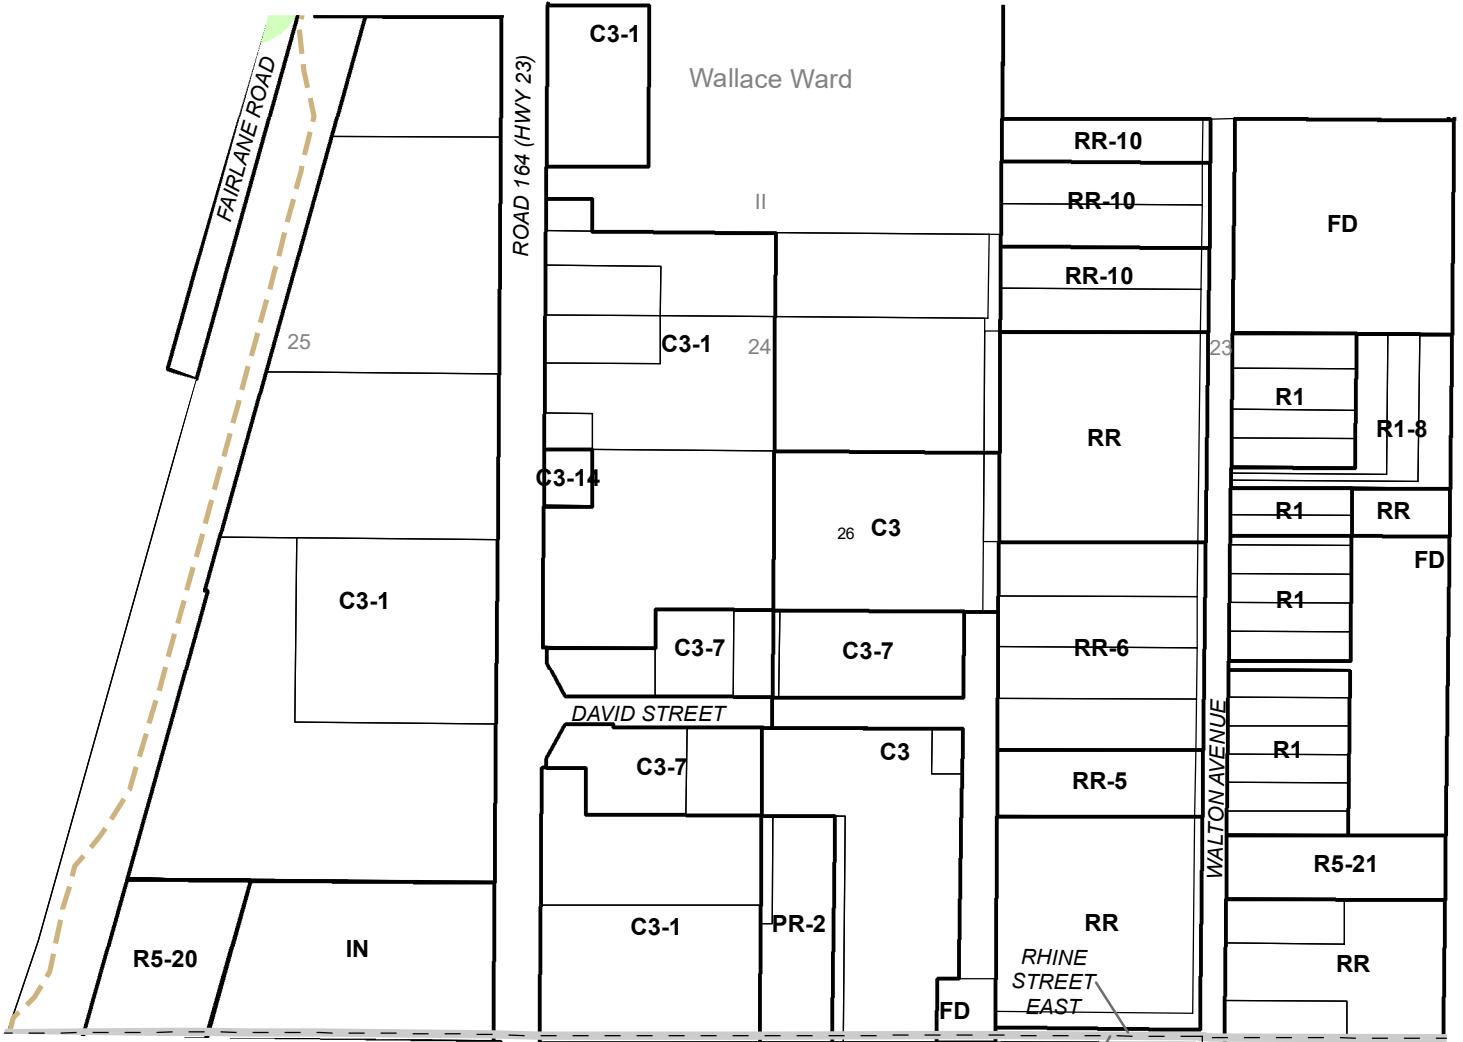 C3-1
Wallace Ward
FAIRLANE ROAD
ROAD 164 (HWY 23)
RR-10
II
RR-10
FD
RR-10
25
C3-1
24
23
R1
R1-8
RR
C3-14
26
C3
R1
RR
FD
C3-1
R1
C3-7
C3-7
RR-6
DAVID STREET
C3-7
C3
RR-5
WALTON AVENUE
R1
R5-21
R5-20
IN
C3-1
PR-2
RR
RHINE
STREET
EAST
FD
RR